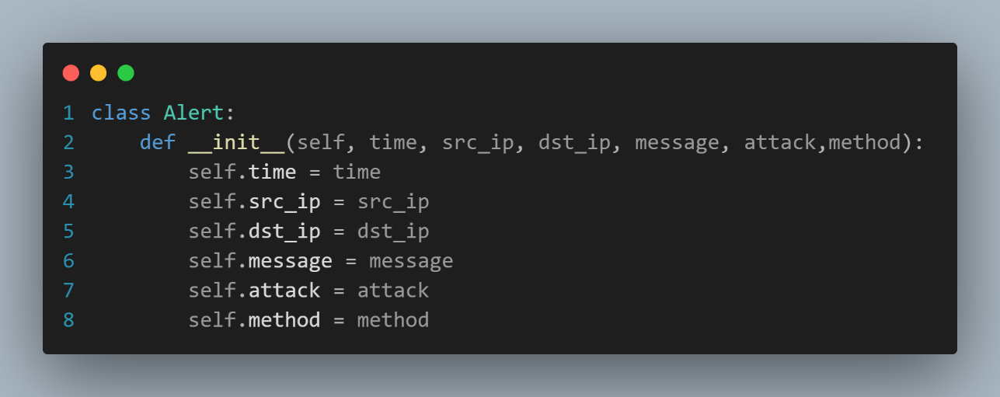 1 class Alert:
2     def __init__(self, time, src_ip, dst_ip, message, attack,method):
3         self.time = time
4         self.src_ip = src_ip
5         self.dst_ip = dst_ip
6         self.message = message
7         self.attack = attack
8         self.method = method